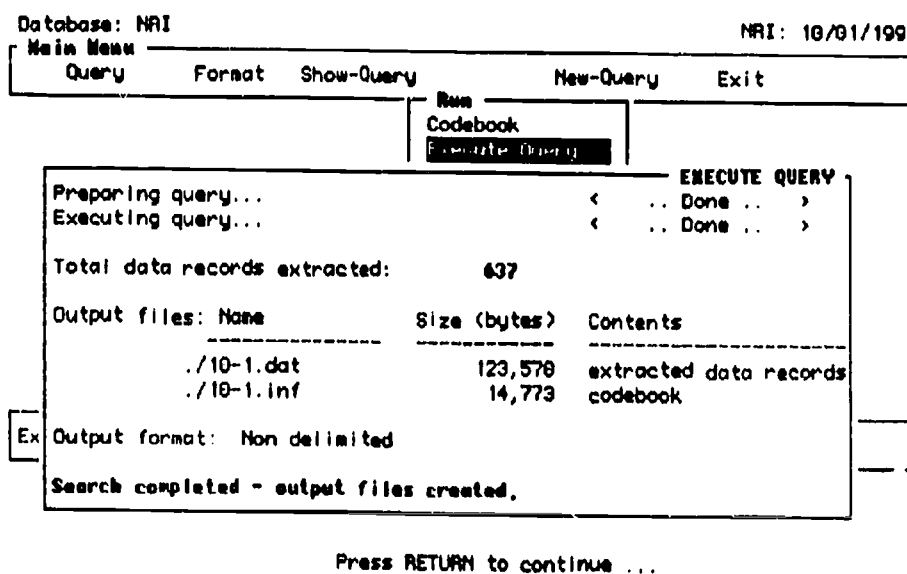 Database: NRI
NRI: 10/01/199
Main Menu
Query Format Show-Query New-Query Exit
Run
Codebook
Execute Query
EXECUTE QUERY
Preparing query... < .. Done .. >
Executing query... < .. Done .. >
Total data records extracted: 637
Output files: Name Size (bytes) Contents
./10-1.dat 123,578 extracted data records
./10-1.inf 14,773 codebook
Ex
Output format: Non delimited
Search completed - output files created.
Press RETURN to continue ...